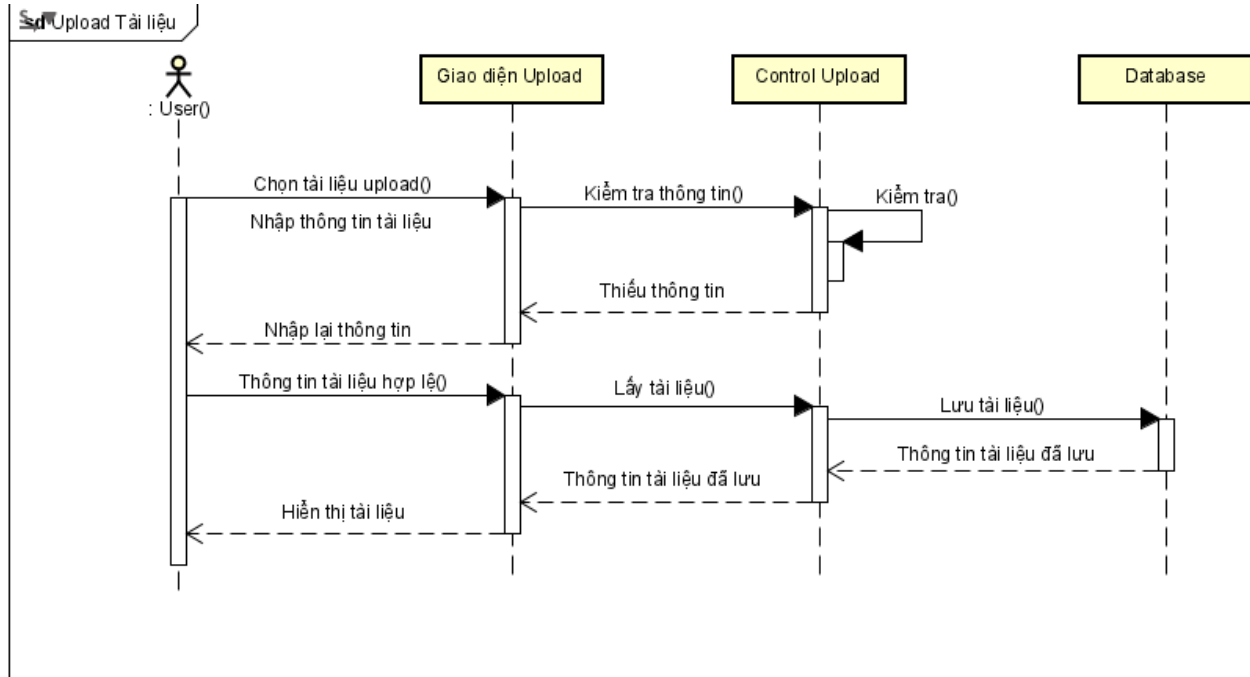 sd Upload Tài liệu
: User()
Giao diện Upload
Control Upload
Database
Chọn tài liệu upload()
Nhập thông tin tài liệu
Kiểm tra thông tin()
Kiểm tra()
Thiếu thông tin
Nhập lại thông tin
Thông tin tài liệu hợp lệ()
Lấy tài liệu()
Lưu tài liệu()
Thông tin tài liệu đã lưu
Thông tin tài liệu đã lưu
Hiển thị tài liệu